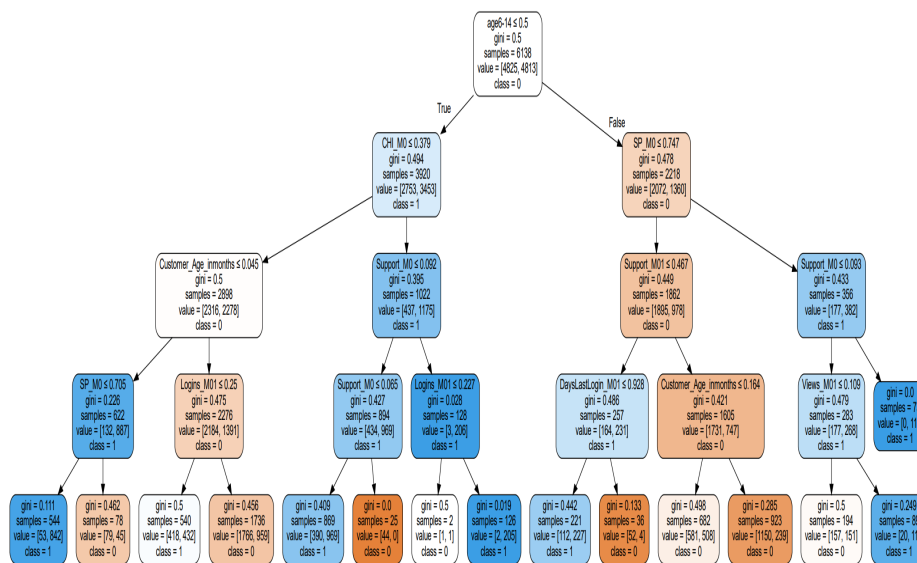 age6-14 ≤ 0.5
gini = 0.5
samples = 6138
value = [4825, 4813]
class = 0
True
False
CHI_M0 ≤ 0.379
gini = 0.494
samples = 3920
value = [2753, 3453]
class = 1
SP_M0 ≤ 0.747
gini = 0.478
samples = 2218
value = [2072, 1360]
class = 0
Customer_Age_inmonths ≤ 0.045
gini = 0.5
samples = 2898
value = [2316, 2278]
class = 0
Support_M0 ≤ 0.092
gini = 0.395
samples = 1022
value = [437, 1175]
class = 1
Support_M01 ≤ 0.467
gini = 0.449
samples = 1862
value = [1895, 978]
class = 0
Support_M0 ≤ 0.093
gini = 0.433
samples = 356
value = [177, 382]
class = 1
SP_M0 ≤ 0.705
gini = 0.226
samples = 622
value = [132, 887]
class = 1
Logins_M01 ≤ 0.25
gini = 0.475
samples = 2276
value = [2184, 1391]
class = 0
Support_M0 ≤ 0.065
gini = 0.427
samples = 894
value = [434, 969]
class = 1
Logins_M01 ≤ 0.227
gini = 0.028
samples = 128
value = [3, 206]
class = 1
DaysLastLogin_M01 ≤ 0.928
gini = 0.486
samples = 257
value = [164, 231]
class = 1
Customer_Age_inmonths ≤ 0.164
gini = 0.421
samples = 1605
value = [1731, 747]
class = 0
Views_M01 ≤ 0.109
gini = 0.479
samples = 283
value = [177, 268]
class = 1
gini = 0.0
samples = 7
value = [0, 11
class = 1
gini = 0.111
samples = 544
value = [53, 842]
class = 1
gini = 0.462
samples = 78
value = [79, 45]
class = 0
gini = 0.5
samples = 540
value = [418, 432]
class = 1
gini = 0.456
samples = 1736
value = [1766, 959]
class = 0
gini = 0.409
samples = 869
value = [390, 969]
class = 1
gini = 0.0
samples = 25
value = [44, 0]
class = 0
gini = 0.5
samples = 2
value = [1, 1]
class = 0
gini = 0.019
samples = 126
value = [2, 205]
class = 1
gini = 0.442
samples = 221
value = [112, 227]
class = 1
gini = 0.133
samples = 36
value = [52, 4]
class = 0
gini = 0.498
samples = 682
value = [581, 508]
class = 0
gini = 0.285
samples = 923
value = [1150, 239]
class = 0
gini = 0.5
samples = 194
value = [157, 151]
class = 0
gini = 0.249
samples = 89
value = [20, 11
class = 1